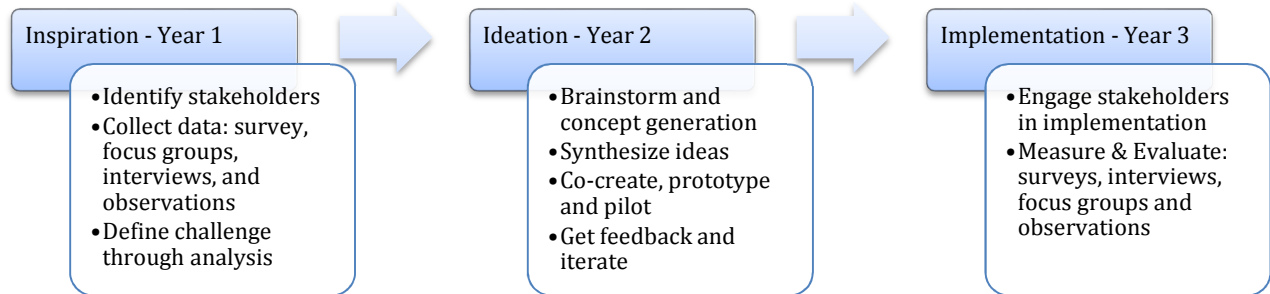 Inspiration - Year 1
•Identify stakeholders
•Collect data: survey,
focus groups,
interviews, and
observations
•Define challenge
through analysis
Ideation - Year 2
•Brainstorm and
concept generation
•Synthesize ideas
•Co-create, prototype
and pilot
•Get feedback and
iterate
Implementation - Year 3
•Engage stakeholders
in implementation
•Measure & Evaluate:
surveys, interviews,
focus groups and
observations